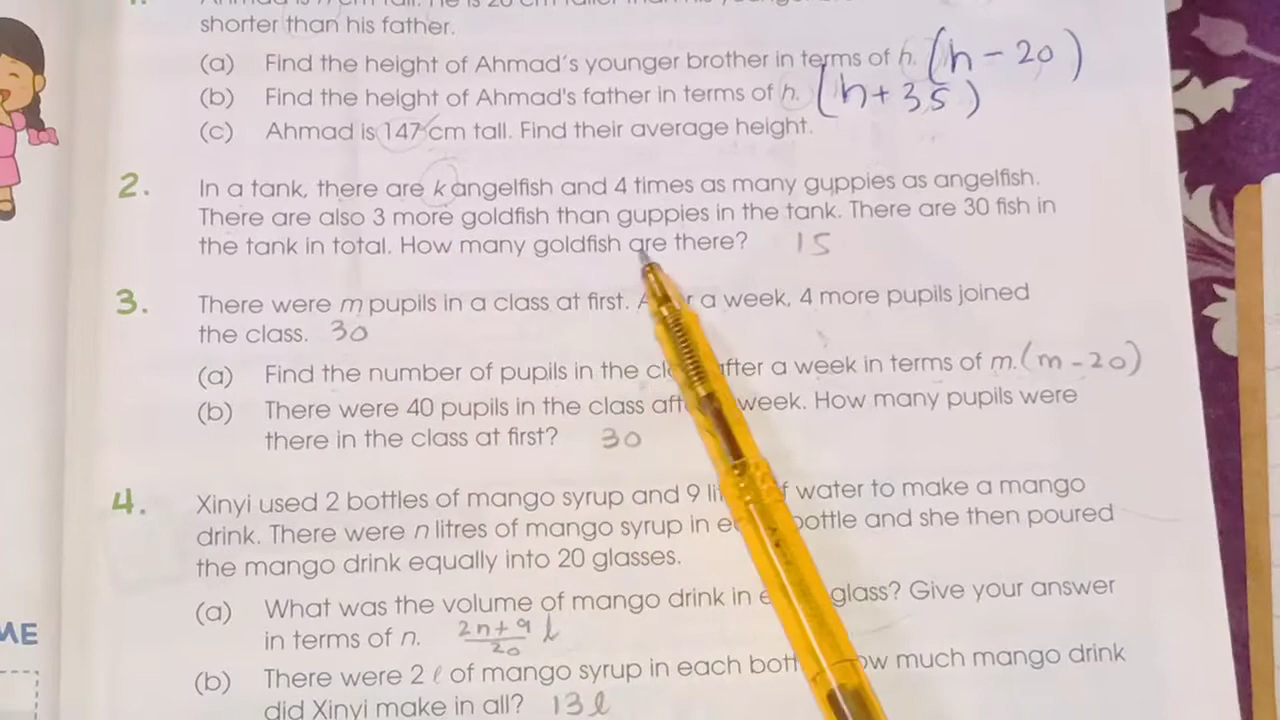 shorter than his father.
(a) Find the height of Ahmad's younger brother in terms of h. (h - 20)
(b) Find the height of Ahmad's father in terms of h. (h + 35)
(c) Ahmad is 147 cm tall. Find their average height.
2. In a tank, there are k angelfish and 4 times as many guppies as angelfish.
There are also 3 more goldfish than guppies in the tank. There are 30 fish in
the tank in total. How many goldfish are there? 15
3. There were m pupils in a class at first. a week, 4 more pupils joined
the class. 30
(a) Find the number of pupils in the after a week in terms of m. (m - 20)
(b) There were 40 pupils in the class week. How many pupils were
there in the class at first? 30
4. Xinyi used 2 bottles of mango syrup and 9 water to make a mango
drink. There were n litres of mango syrup in bottle and she then poured
the mango drink equally into 20 glasses.
(a) What was the volume of mango drink in glass? Give your answer
in terms of n. 2n+9/20 l
(b) There were 2 ℓ of mango syrup in each much mango drink
did Xinyi make in all? 13 ℓ
ME